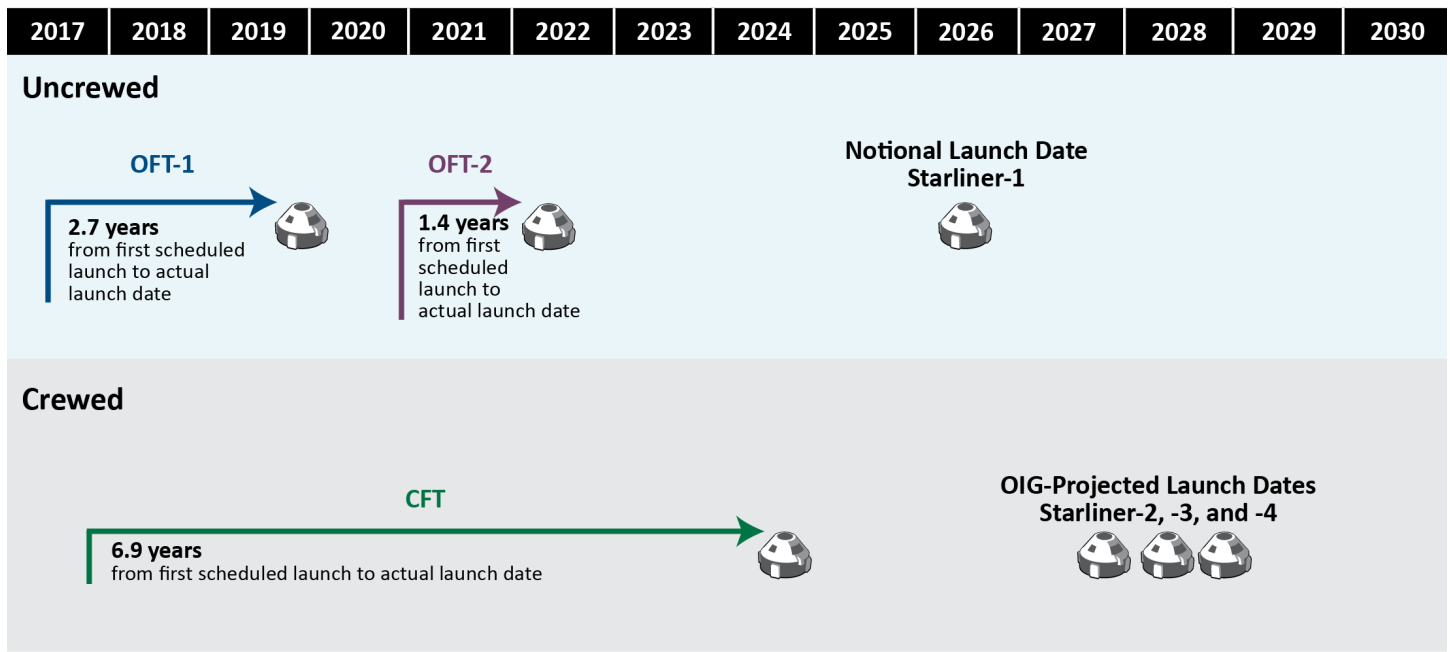 2017 2018 2019 2020 2021 2022 2023 2024 2025 2026 2027 2028 2029 2030
Uncrewed
OFT-1
2.7 years
from first scheduled
launch to actual
launch date
OFT-2
1.4 years
from first
scheduled
launch to
actual launch date
Notional Launch Date
Starliner-1
Crewed
CFT
6.9 years
from first scheduled launch to actual launch date
OIG-Projected Launch Dates
Starliner-2, -3, and -4